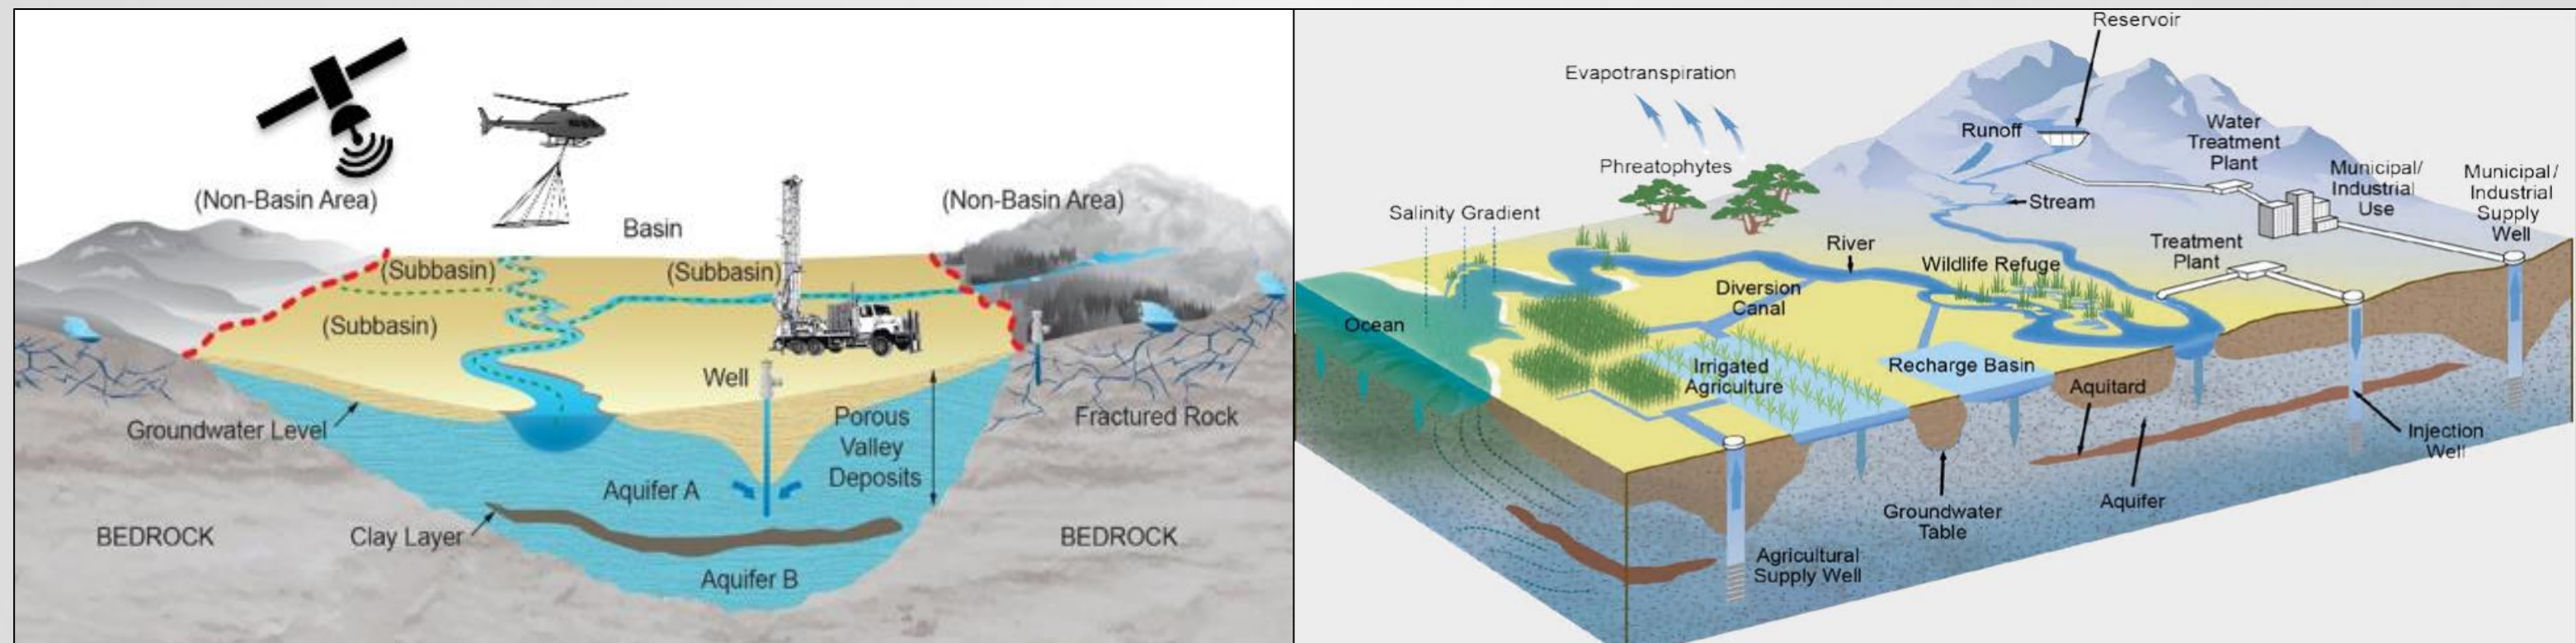 (Non-Basin Area)
Basin
(Non-Basin Area)
(Subbasin)
(Subbasin)
(Subbasin)
Well
Groundwater Level
Porous
Valley
Deposits
Fractured Rock
Aquifer A
BEDROCK
Clay Layer
BEDROCK
Aquifer B
Reservoir
Evapotranspiration
Runoff
Water
Treatment
Plant
Phreatophytes
Municipal/
Industrial
Use
Municipal/
Industrial
Supply
Well
Salinity Gradient
Stream
River
Treatment
Plant
Wildlife Refuge
Diversion
Canal
Ocean
Irrigated
Agriculture
Recharge Basin
Aquitard
Injection
Well
Groundwater
Table
Aquifer
Agricultural
Supply Well